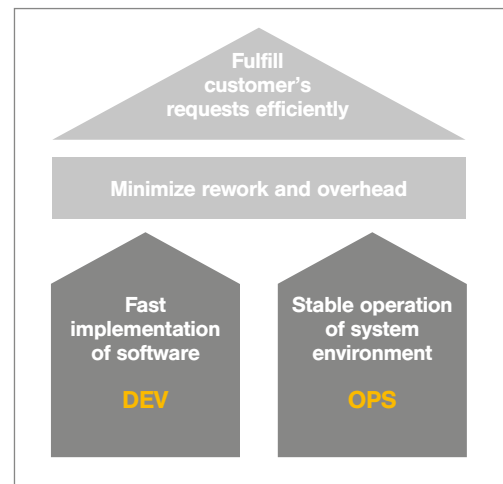 Fulfill
customer’s
requests efficiently
Minimize rework and overhead
Fast
implementation
of software
DEV
Stable operation
of system
environment
OPS